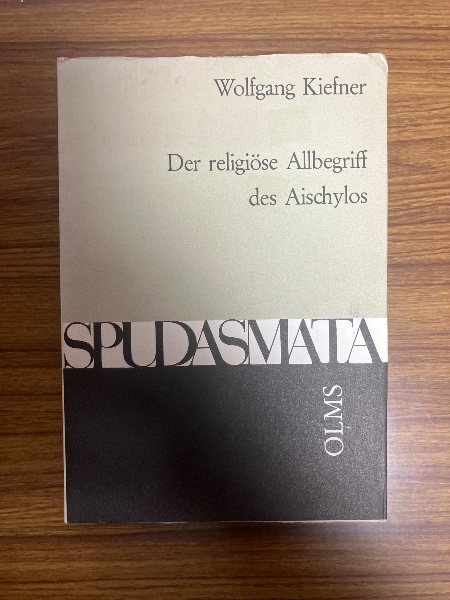 Wolfgang Kiefner
Der religiöse Allbegriff
des Aischylos
SPUDASMATA
OLMS